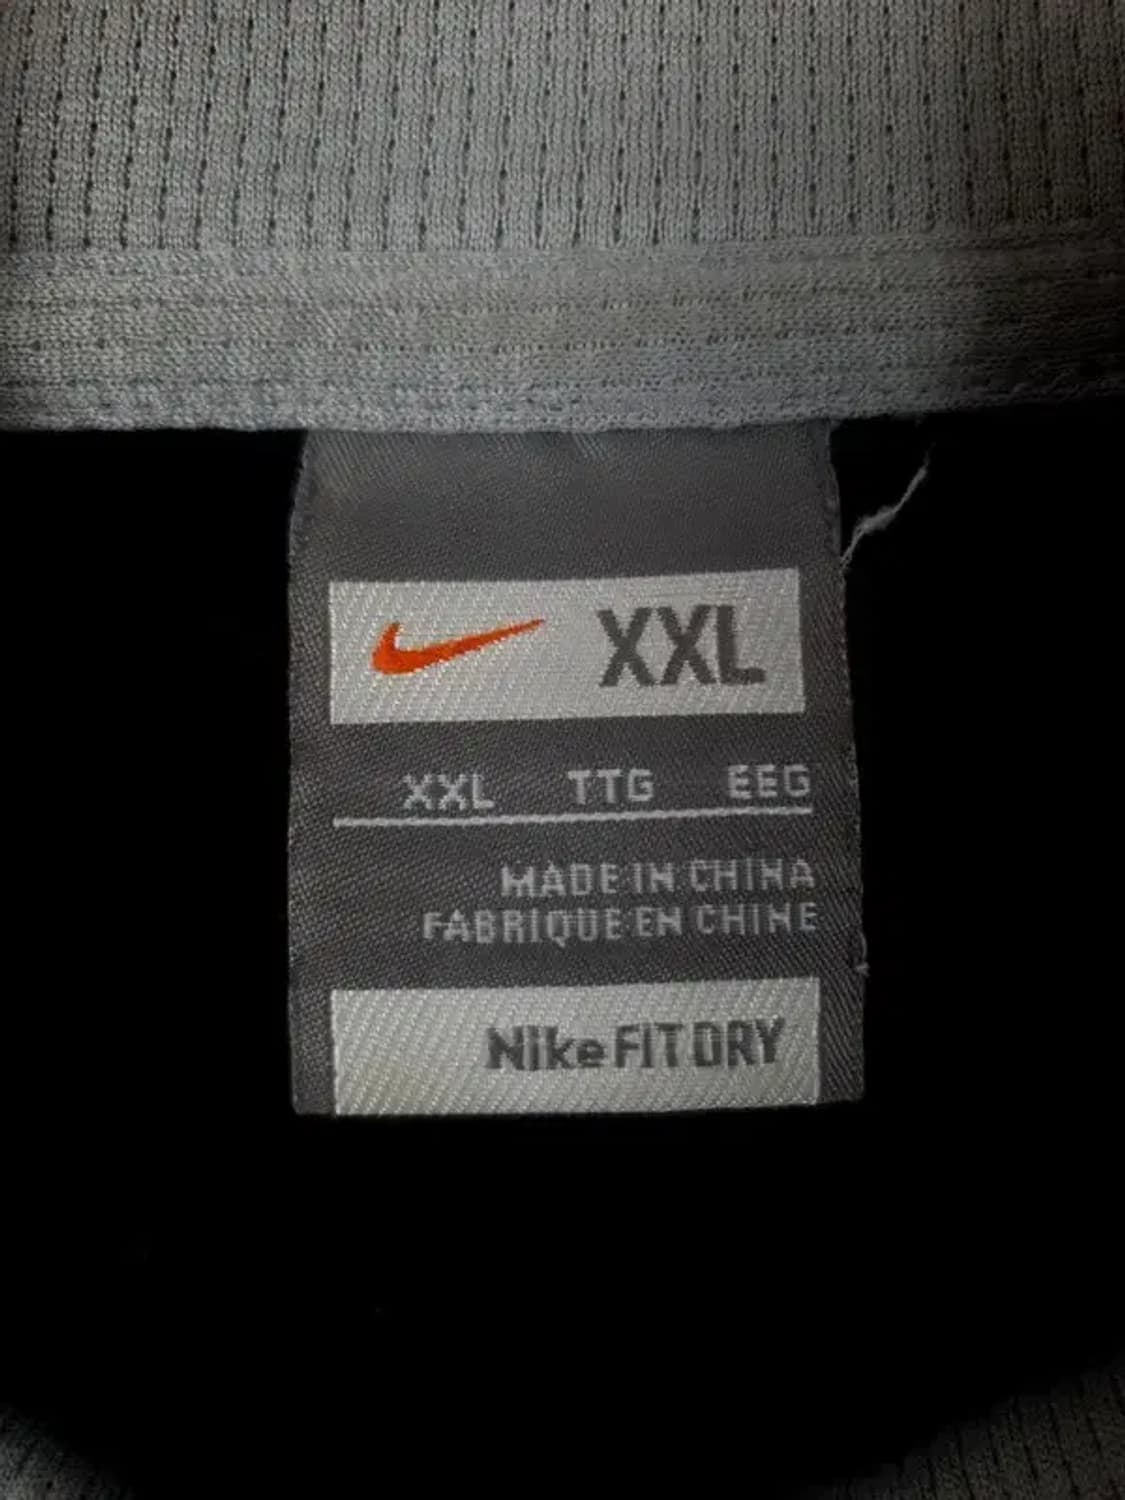 XXL
XXL TTG EEG
MADE IN CHINA
FABRIQUE EN CHINE
Nike FIT DRY